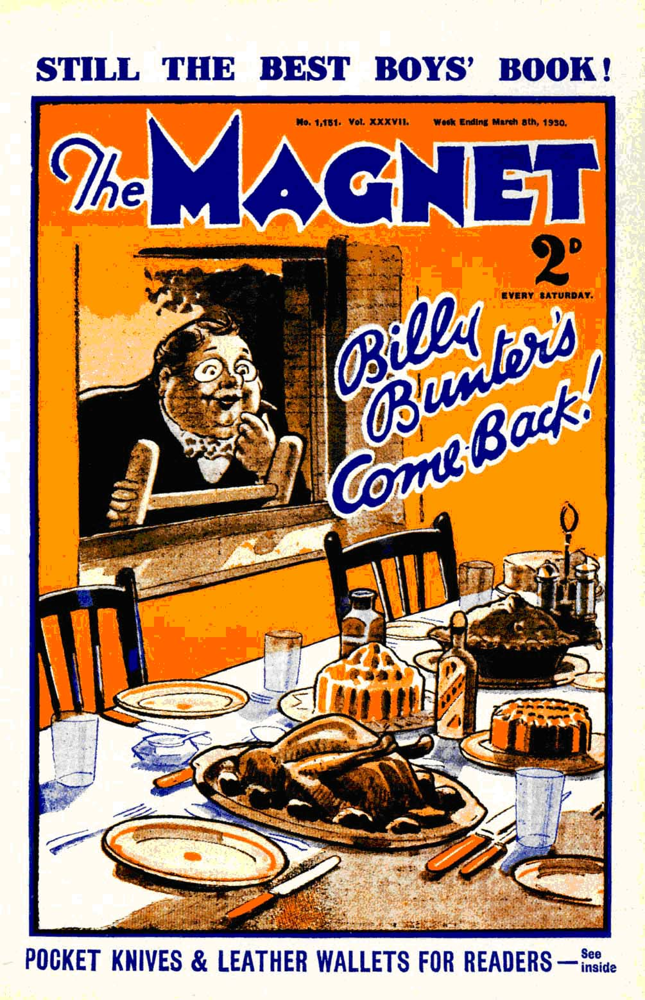 STILL THE BEST BOYS' BOOK!
No. 1,151. Vol. XXXVII. Week Ending March 8th, 1930.
The MAGNET
2D
EVERY SATURDAY.
Billy
Bunter's
Come-Back!
POCKET KNIVES & LEATHER WALLETS FOR READERS — See inside